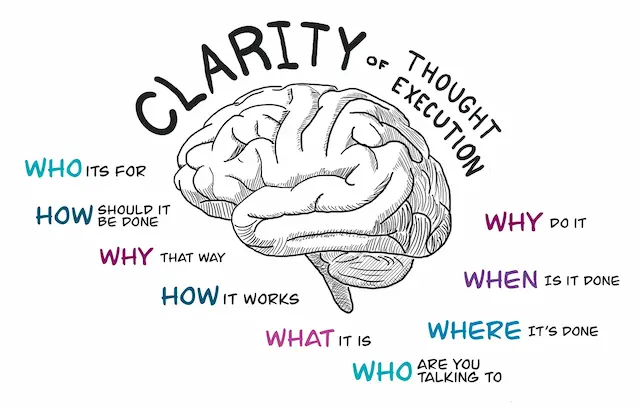 CLARITY OF THOUGHT
EXECUTION
WHO ITS FOR
HOW SHOULD IT
BE DONE
WHY THAT WAY
HOW IT WORKS
WHAT IT IS
WHO ARE YOU
TALKING TO
WHERE IT'S DONE
WHEN IS IT DONE
WHY DO IT